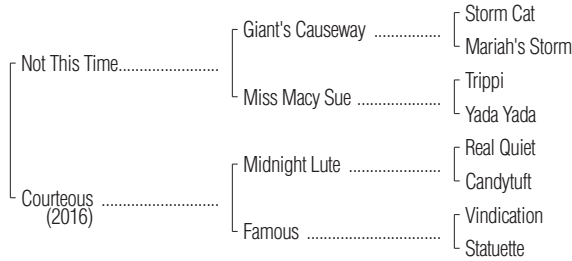 Storm Cat
Giant's Causeway ................
Mariah's Storm
Not This Time.......................
Trippi
Miss Macy Sue ...................
Yada Yada
Real Quiet
Midnight Lute .....................
Candytuft
Courteous ...........................
(2016)
Vindication
Famous ...............................
Statuette